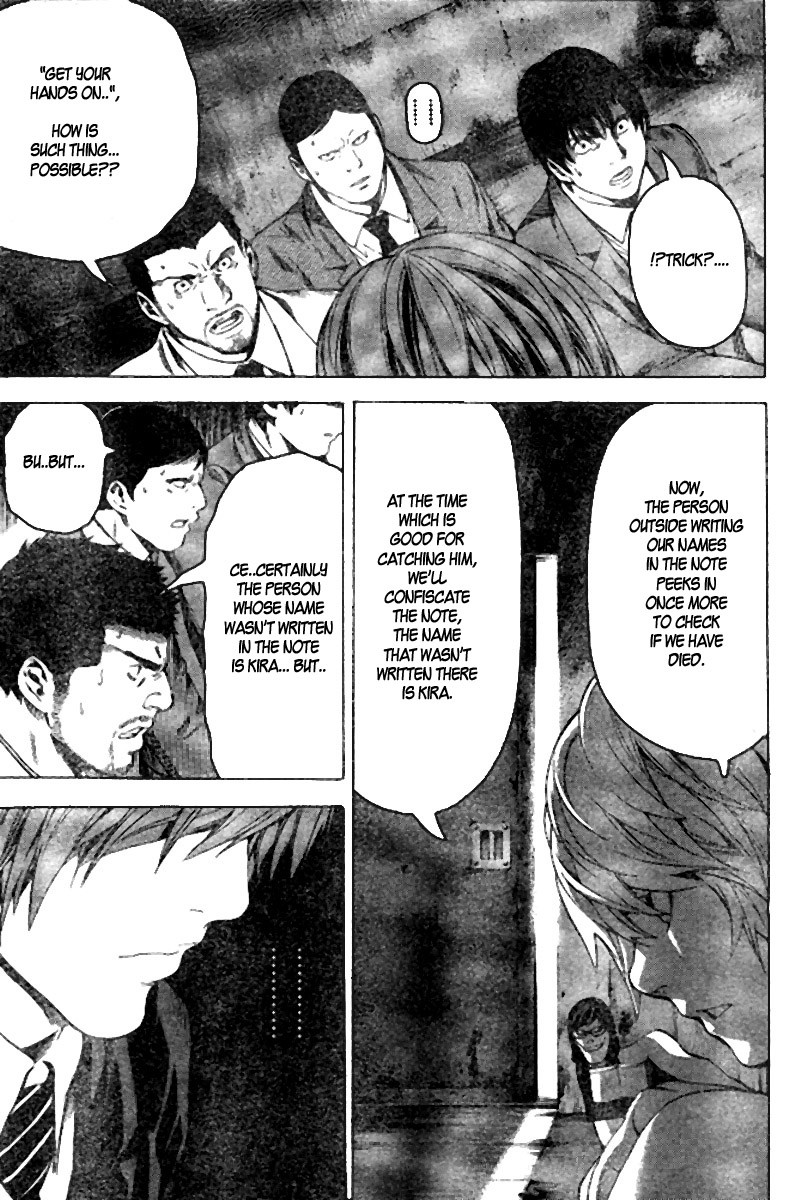 !?TRICK?....
......
"GET YOUR
HANDS ON..",
HOW IS
SUCH THING...
POSSIBLE??
NOW,
THE PERSON
OUTSIDE WRITING
OUR NAMES
IN THE NOTE
PEEKS IN
ONCE MORE
TO CHECK
IF WE HAVE
DIED.
AT THE TIME
WHICH IS
GOOD FOR
CATCHING HIM,
WE'LL
CONFISCATE
THE NOTE,
THE NAME
THAT WASN'T
WRITTEN THERE
IS KIRA.
CE..CERTAINLY
THE PERSON
WHOSE NAME
WASN'T WRITTEN
IN THE NOTE
IS KIRA... BUT..
BU..BUT...